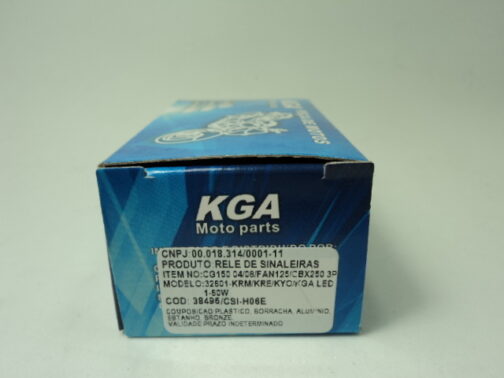 KGA
Moto parts
CNPJ:00.018.314/0001-11
PRODUTO RELE DE SINALEIRAS
ITEM NO:CG150 04/08/FAN125/CBX250 3P
MODELO:32601-KRM/KRE/KYO/KGA LED
1-50W
COD: 38495/CSI-H06E
COMPOSICAO PLASTICO, BORRACHA, ALUMINIO,
ESTANHO, BRONZE.
VALIDADE PRAZO INDETERMINADO